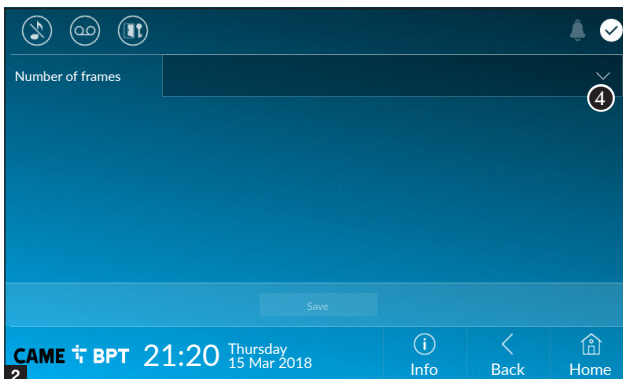 Number of frames
4
Save
CAME BPT 21:20 Thursday
15 Mar 2018
Info
Back
Home
2